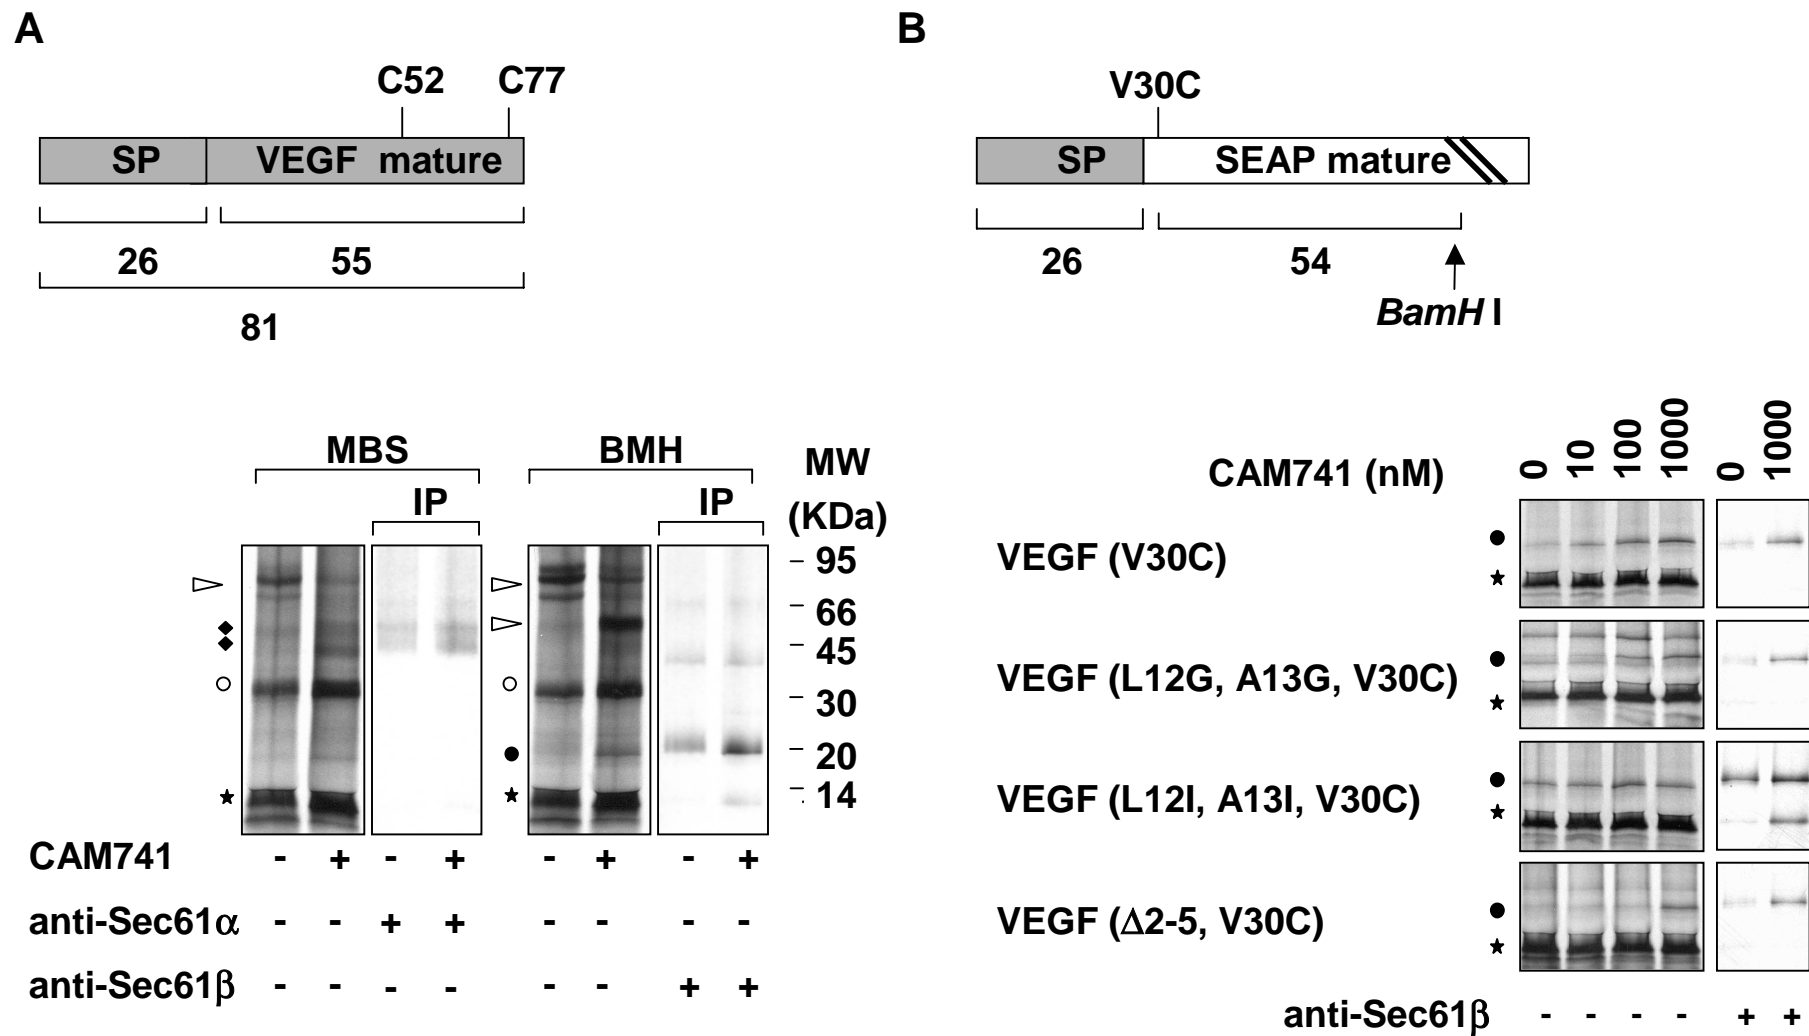 A
C52 C77
SP VEGF mature
26 55
81
MBS BMH MW
IP IP (KDa)
95
66
45
30
20
14
CAM741 - + - + - + - +
anti-Sec61α - - + + - - - -
anti-Sec61β - - - - - - + +
B
V30C
SP SEAP mature
26 54
BamH I
CAM741 (nM) 0 10 100 1000 0 1000
VEGF (V30C)
VEGF (L12G, A13G, V30C)
VEGF (L12I, A13I, V30C)
VEGF (Δ2-5, V30C)
anti-Sec61β - - - - + +